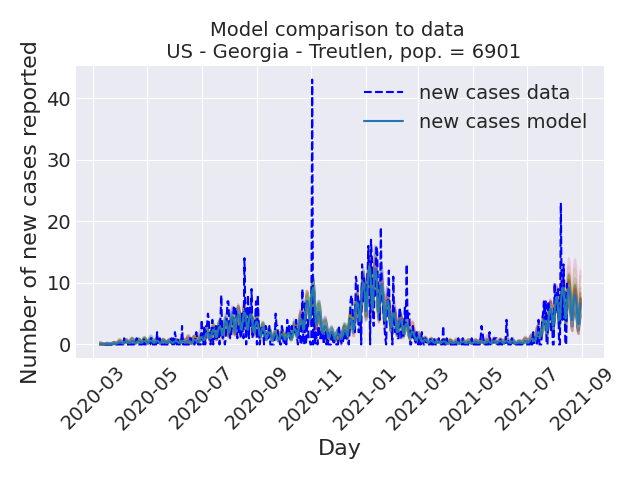 Model comparison to data
US - Georgia - Treutlen, pop. = 6901
Number of new cases reported
40
30
20
10
0
new cases data
new cases model
2020-03
2020-05
2020-07
2020-09
2020-11
2021-01
2021-03
2021-05
2021-07
2021-09
Day